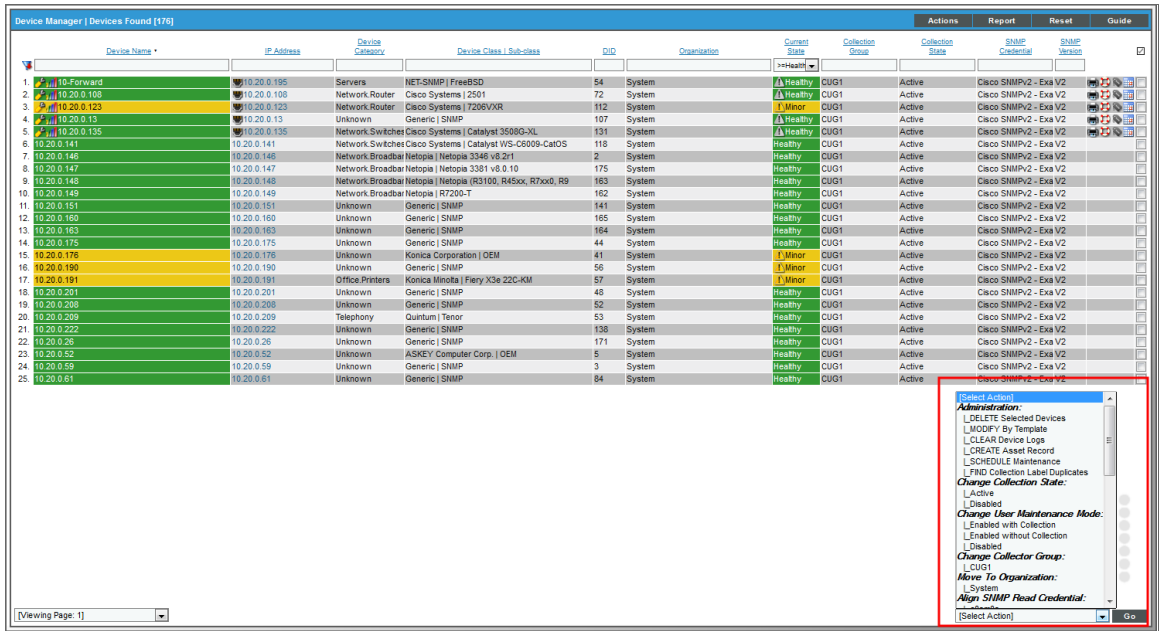 Device Manager | Devices Found [176] Actions Report Reset Guide
Device Name • IP Address Device Category Device Class | Sub-class DID Organization Current State Collection Group Collection State SNMP Credential SNMP Version
>=Health
1. 10-Forward 10.20.0.195 Servers NET-SNMP | FreeBSD 54 System Healthy CUG1 Active Cisco SNMPv2 - Exa V2
2. 10.20.0.108 10.20.0.108 Network.Router Cisco Systems | 2501 72 System Healthy CUG1 Active Cisco SNMPv2 - Exa V2
3. 10.20.0.123 10.20.0.123 Network.Router Cisco Systems | 7206VXR 112 System Minor CUG1 Active Cisco SNMPv2 - Exa V2
4. 10.20.0.13 10.20.0.13 Unknown Generic | SNMP 107 System Healthy CUG1 Active Cisco SNMPv2 - Exa V2
5. 10.20.0.135 10.20.0.135 Network.Switches Cisco Systems | Catalyst 3508G-XL 131 System Healthy CUG1 Active Cisco SNMPv2 - Exa V2
6. 10.20.0.141 10.20.0.141 Network.Switches Cisco Systems | Catalyst WS-C6009-CatOS 118 System Healthy CUG1 Active Cisco SNMPv2 - Exa V2
7. 10.20.0.146 10.20.0.146 Network.Broadbar Netopia | Netopia 3346 v8.2r1 2 System Healthy CUG1 Active Cisco SNMPv2 - Exa V2
8. 10.20.0.147 10.20.0.147 Network.Broadbar Netopia | Netopia 3381 v8.0.10 175 System Healthy CUG1 Active Cisco SNMPv2 - Exa V2
9. 10.20.0.148 10.20.0.148 Network.Broadbar Netopia | Netopia (R3100, R45xx, R7xx0, R9 163 System Healthy CUG1 Active Cisco SNMPv2 - Exa V2
10. 10.20.0.149 10.20.0.149 Network.Broadbar Netopia | R7200-T 162 System Healthy CUG1 Active Cisco SNMPv2 - Exa V2
11. 10.20.0.151 10.20.0.151 Unknown Generic | SNMP 141 System Healthy CUG1 Active Cisco SNMPv2 - Exa V2
12. 10.20.0.160 10.20.0.160 Unknown Generic | SNMP 165 System Healthy CUG1 Active Cisco SNMPv2 - Exa V2
13. 10.20.0.163 10.20.0.163 Unknown Generic | SNMP 164 System Healthy CUG1 Active Cisco SNMPv2 - Exa V2
14. 10.20.0.175 10.20.0.175 Unknown Generic | SNMP 44 System Healthy CUG1 Active Cisco SNMPv2 - Exa V2
15. 10.20.0.176 10.20.0.176 Unknown Konica Corporation | OEM 41 System Minor CUG1 Active Cisco SNMPv2 - Exa V2
16. 10.20.0.190 10.20.0.190 Unknown Generic | SNMP 56 System Minor CUG1 Active Cisco SNMPv2 - Exa V2
17. 10.20.0.191 10.20.0.191 Office.Printers Konica Minolta | Fiery X3e 22C-KM 57 System Minor CUG1 Active Cisco SNMPv2 - Exa V2
18. 10.20.0.201 10.20.0.201 Unknown Generic | SNMP 48 System Healthy CUG1 Active Cisco SNMPv2 - Exa V2
19. 10.20.0.208 10.20.0.208 Unknown Generic | SNMP 52 System Healthy CUG1 Active Cisco SNMPv2 - Exa V2
20. 10.20.0.209 10.20.0.209 Telephony Quintum | Tenor 53 System Healthy CUG1 Active Cisco SNMPv2 - Exa V2
21. 10.20.0.222 10.20.0.222 Unknown Generic | SNMP 138 System Healthy CUG1 Active Cisco SNMPv2 - Exa V2
22. 10.20.0.26 10.20.0.26 Unknown Generic | SNMP 171 System Healthy CUG1 Active Cisco SNMPv2 - Exa V2
23. 10.20.0.52 10.20.0.52 Unknown ASKEY Computer Corp. | OEM 5 System Healthy CUG1 Active Cisco SNMPv2 - Exa V2
24. 10.20.0.59 10.20.0.59 Unknown Generic | SNMP 3 System Healthy CUG1 Active Cisco SNMPv2 - Exa V2
25. 10.20.0.61 10.20.0.61 Unknown Generic | SNMP 84 System Healthy CUG1 Active Cisco SNMPv2 - Exa V2
[Select Action]
Administration:
|_DELETE Selected Devices
|_MODIFY By Template
|_CLEAR Device Logs
|_CREATE Asset Record
|_SCHEDULE Maintenance
|_FIND Collection Label Duplicates
Change Collection State:
|_Active
|_Disabled
Change User Maintenance Mode:
|_Enabled with Collection
|_Enabled without Collection
|_Disabled
Change Collector Group:
|_CUG1
Move To Organization:
|_System
Align SNMP Read Credential:
[Viewing Page: 1] [Select Action] Go